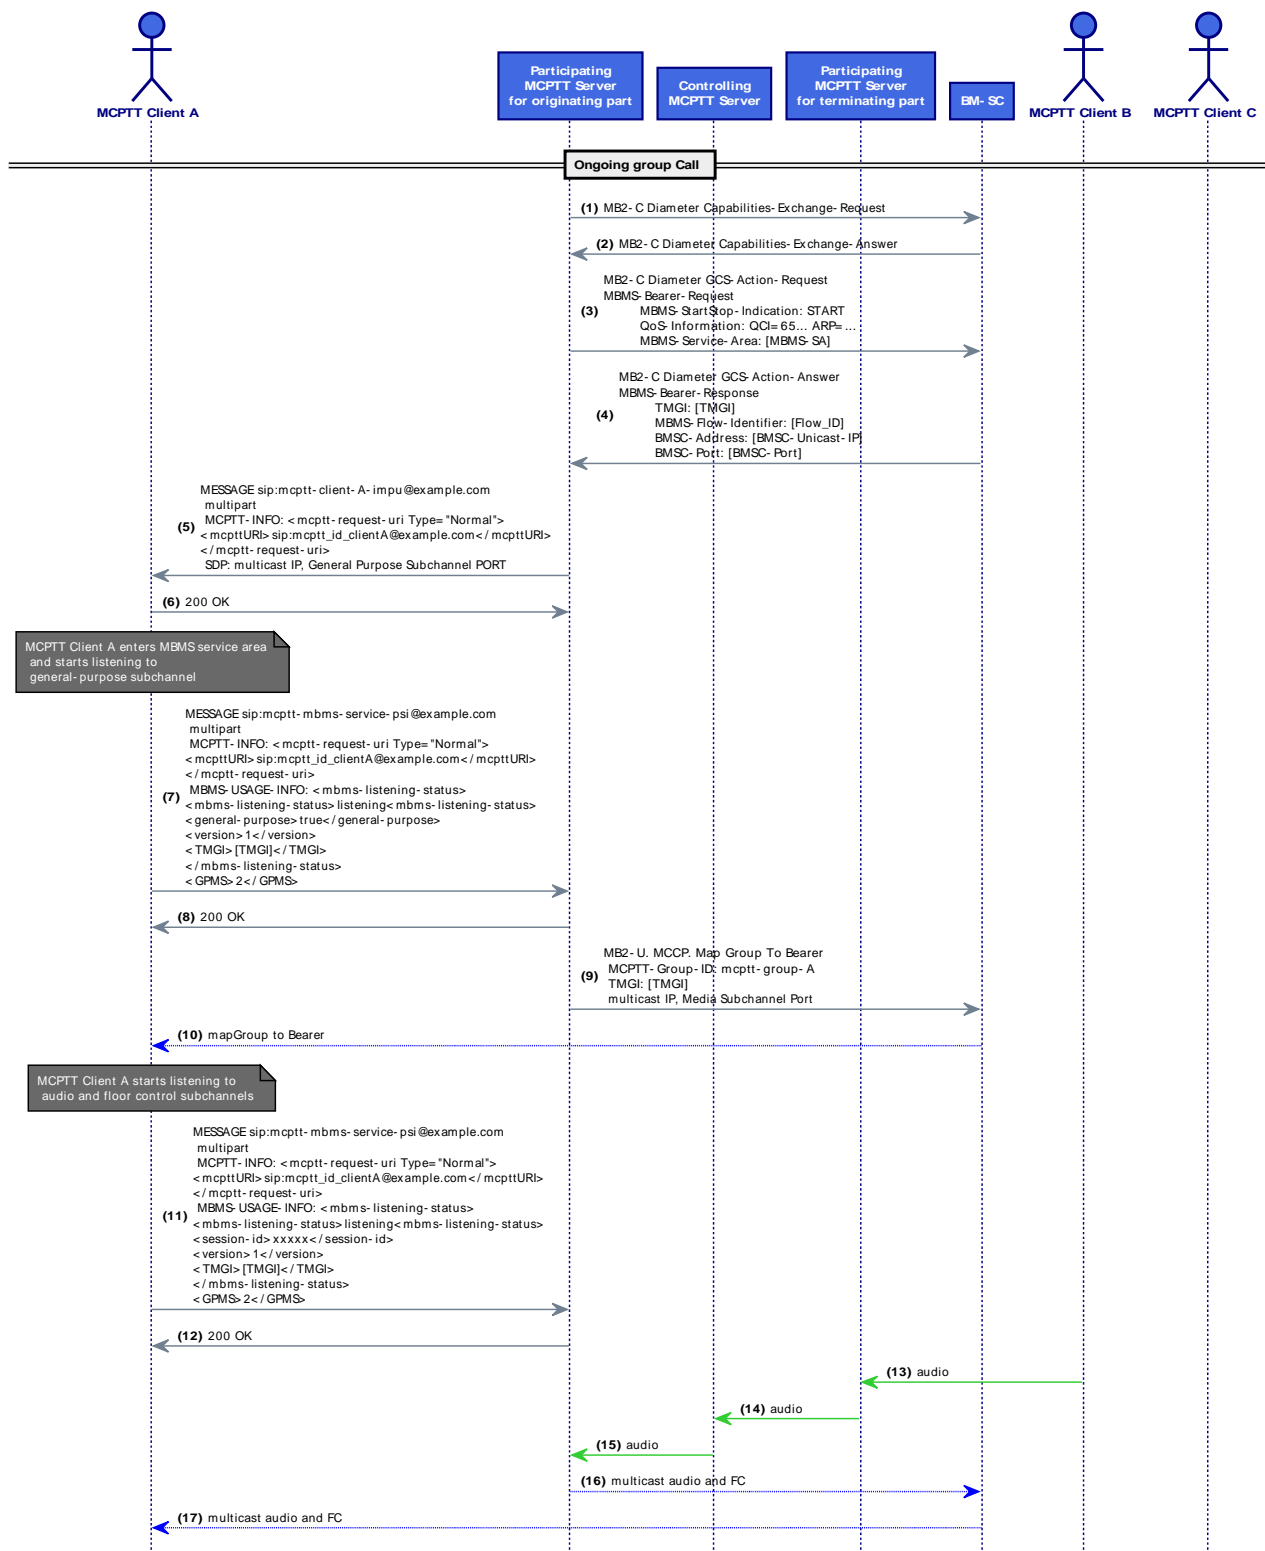 MCPTT Client A
Participating
MCPTT Server
for originating part
Controlling
MCPTT Server
Participating
MCPTT Server
for terminating part
BM-SC
MCPTT Client B
MCPTT Client C
Ongoing group Call
(1) MB2-C Diameter Capabilities-Exchange-Request
(2) MB2-C Diameter Capabilities-Exchange-Answer
MB2-C Diameter GCS-Action-Request
MBMS-Bearer-Request
(3) MBMS-StartStop-Indication: START
QoS-Information: QCI=65... ARP=...
MBMS-Service-Area: [MBMS-SA]
MB2-C Diameter GCS-Action-Answer
MBMS-Bearer-Response
(4) TMGI: [TMGI]
MBMS-Flow-Identifier: [Flow_ID]
BMSC-Address: [BMSC-Unicast-IP]
BMSC-Port: [BMSC-Port]
MESSAGE sip:mcptt-client-A-impu@example.com
multipart
MCPTT-INFO: <mcptt-request-uri Type="Normal">
(5) <mcpttURI>sip:mcptt_id_clientA@example.com</mcpttURI>
</mcptt-request-uri>
SDP: multicast IP, General Purpose Subchannel PORT
(6) 200 OK
MCPTT Client A enters MBMS service area
and starts listening to
general-purpose subchannel
MESSAGE sip:mcptt-mbms-service-psi@example.com
multipart
MCPTT-INFO: <mcptt-request-uri Type="Normal">
<mcpttURI>sip:mcptt_id_clientA@example.com</mcpttURI>
</mcptt-request-uri>
(7) MBMS-USAGE-INFO: <mbms-listening-status>
<mbms-listening-status>listening<mbms-listening-status>
<general-purpose>true</general-purpose>
<version>1</version>
<TMGI>[TMGI]</TMGI>
</mbms-listening-status>
<GPMS>2</GPMS>
(8) 200 OK
MB2-U. MCCP. Map Group To Bearer
(9) MCPTT-Group-ID: mcptt-group-A
TMGI: [TMGI]
multicast IP, Media Subchannel Port
(10) mapGroup to Bearer
MCPTT Client A starts listening to
audio and floor control subchannels
MESSAGE sip:mcptt-mbms-service-psi@example.com
multipart
MCPTT-INFO: <mcptt-request-uri Type="Normal">
<mcpttURI>sip:mcptt_id_clientA@example.com</mcpttURI>
</mcptt-request-uri>
(11) MBMS-USAGE-INFO: <mbms-listening-status>
<mbms-listening-status>listening<mbms-listening-status>
<session-id>xxxxx</session-id>
<version>1</version>
<TMGI>[TMGI]</TMGI>
</mbms-listening-status>
<GPMS>2</GPMS>
(12) 200 OK
(13) audio
(14) audio
(15) audio
(16) multicast audio and FC
(17) multicast audio and FC